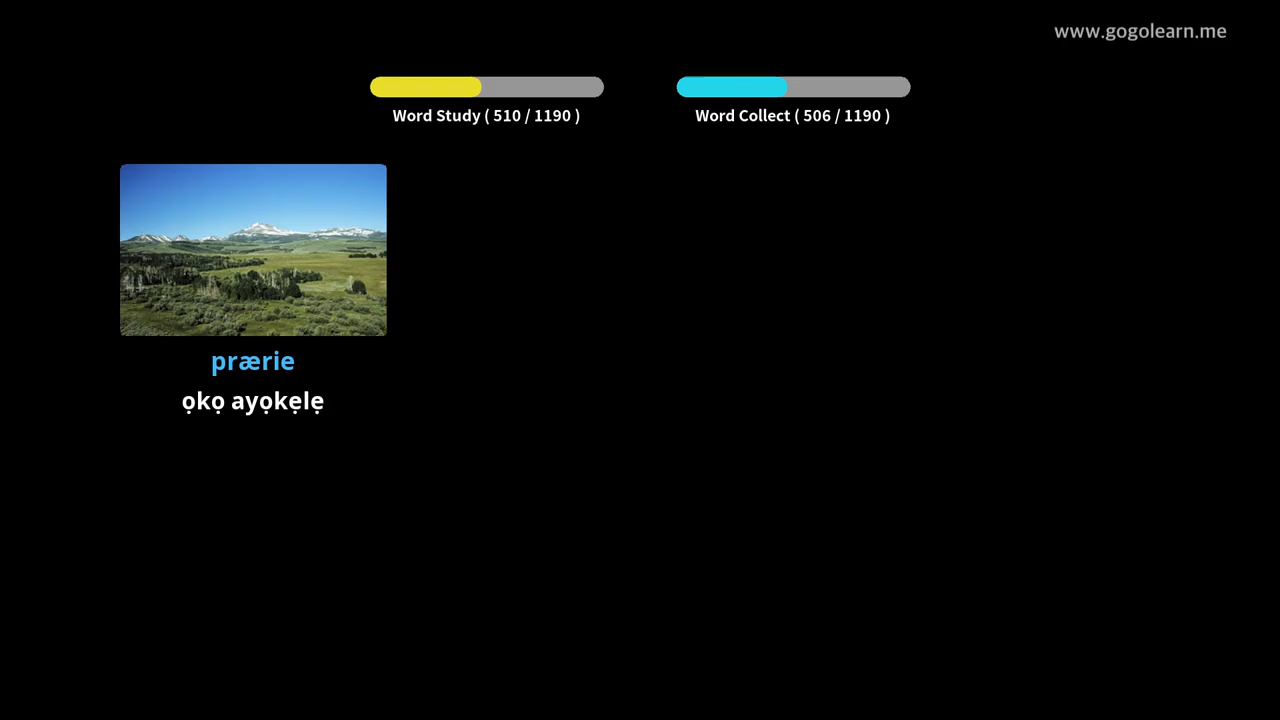 www.gogolearn.me
Word Study ( 510 / 1190 )
Word Collect ( 506 / 1190 )
prærie
ọkọ ayọkẹlẹ